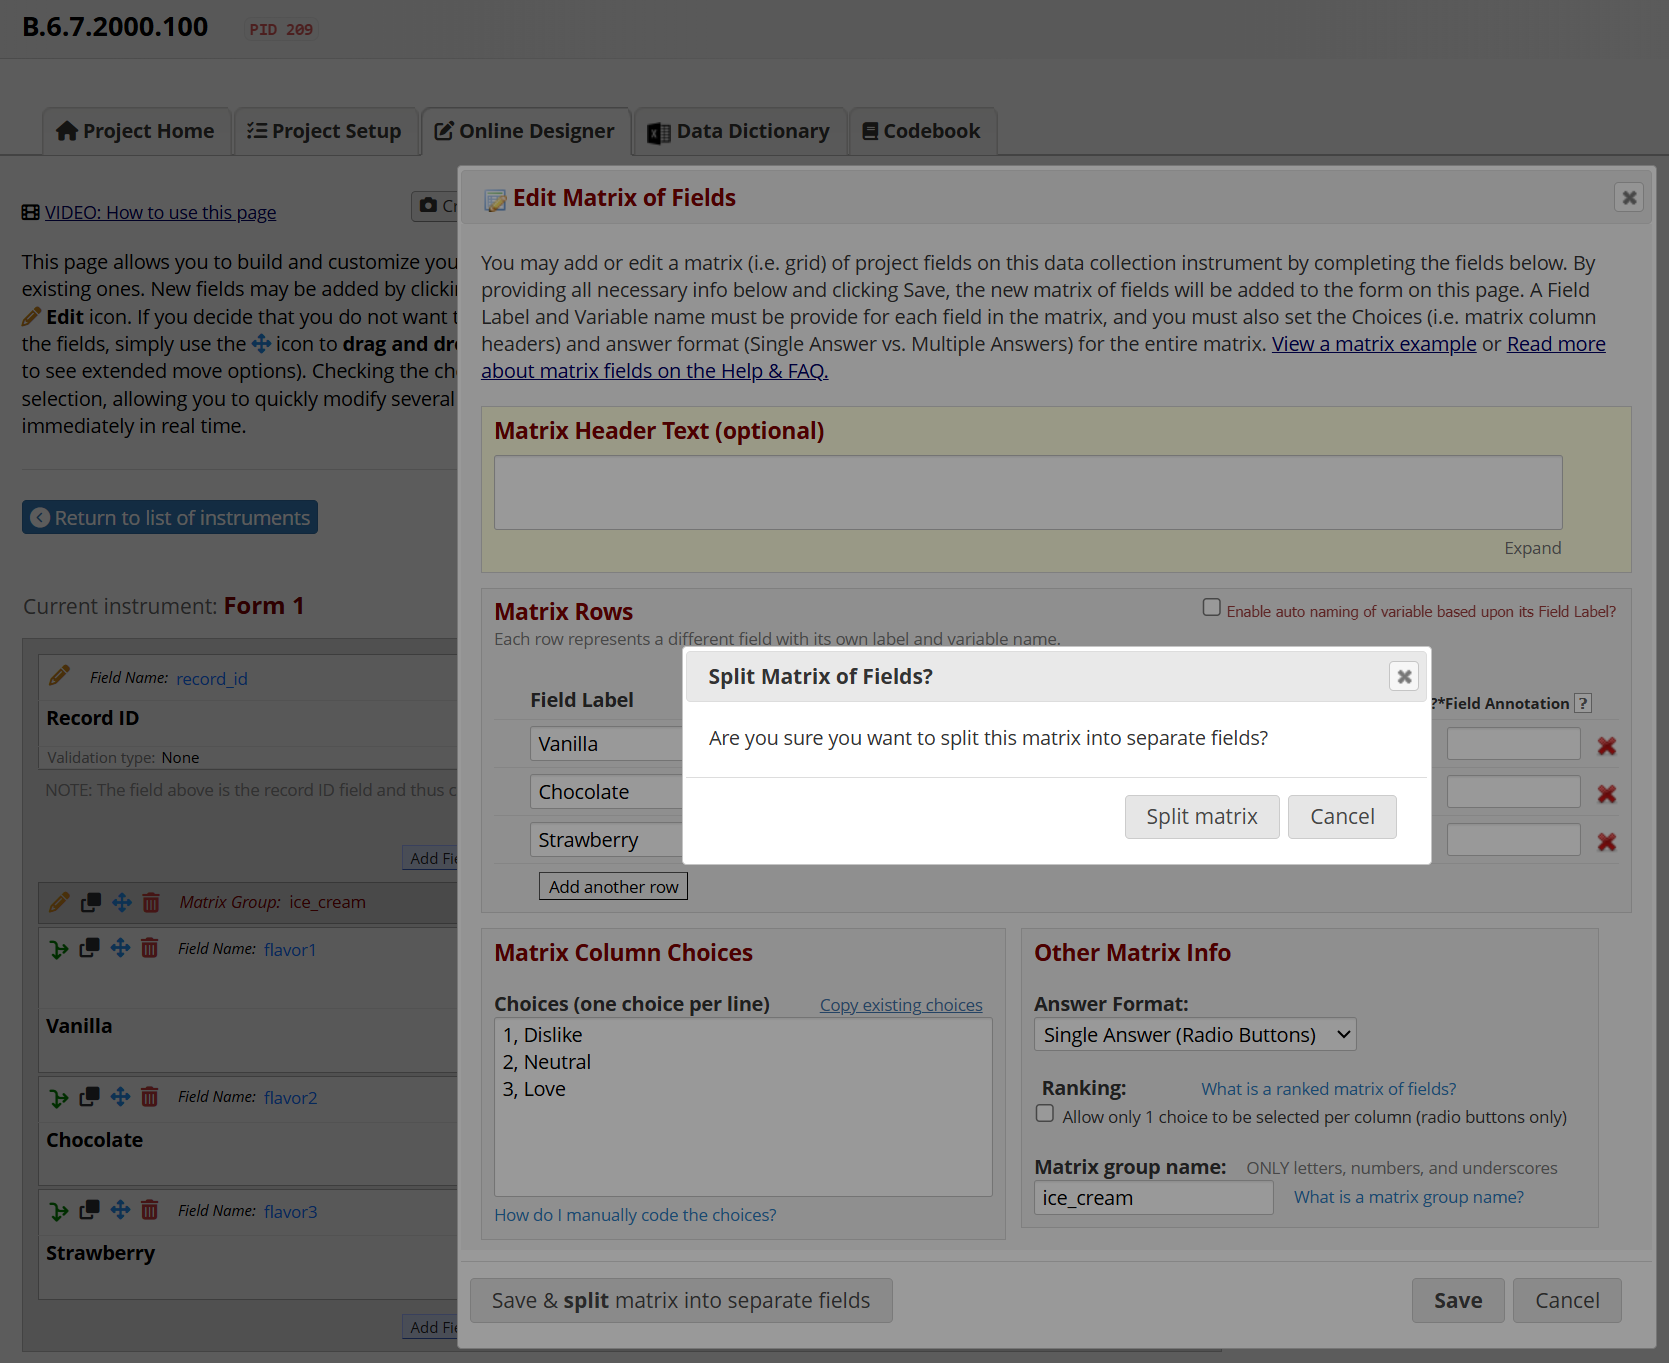 B.6.7.2000.100 PID 209
Project Home Project Setup Online Designer Data Dictionary Codebook
VIDEO: How to use this page
This page allows you to build and customize
existing ones. New fields may be added by
Edit icon. If you decide that you do not want
the fields, simply use the icon to drag and
to see extended move options). Checking the
selection, allowing you to quickly modify several
immediately in real time.
Return to list of instruments
Current instrument: Form 1
Field Name: record_id
Record ID
Validation type: None
NOTE: The field above is the record ID field and thus
Add
Matrix Group: ice_cream
Field Name: flavor1
Vanilla
Field Name: flavor2
Chocolate
Field Name: flavor3
Strawberry
Add
Edit Matrix of Fields
You may add or edit a matrix (i.e. grid) of project fields on this data collection instrument by completing the fields below. By
providing all necessary info below and clicking Save, the new matrix of fields will be added to the form on this page. A Field
Label and Variable name must be provide for each field in the matrix, and you must also set the Choices (i.e. matrix column
headers) and answer format (Single Answer vs. Multiple Answers) for the entire matrix. View a matrix example or Read more
about matrix fields on the Help & FAQ.
Matrix Header Text (optional)
Expand
Matrix Rows
Enable auto naming of variable based upon its Field Label?
Each row represents a different field with its own label and variable name.
Field Label ?* Field Annotation ?
Vanilla
Chocolate
Strawberry
Add another row
Split Matrix of Fields?
Are you sure you want to split this matrix into separate fields?
Split matrix Cancel
Matrix Column Choices
Choices (one choice per line) Copy existing choices
1, Dislike
2, Neutral
3, Love
How do I manually code the choices?
Other Matrix Info
Answer Format:
Single Answer (Radio Buttons)
Ranking: What is a ranked matrix of fields?
Allow only 1 choice to be selected per column (radio buttons only)
Matrix group name: ONLY letters, numbers, and underscores
ice_cream What is a matrix group name?
Save & split matrix into separate fields
Save Cancel